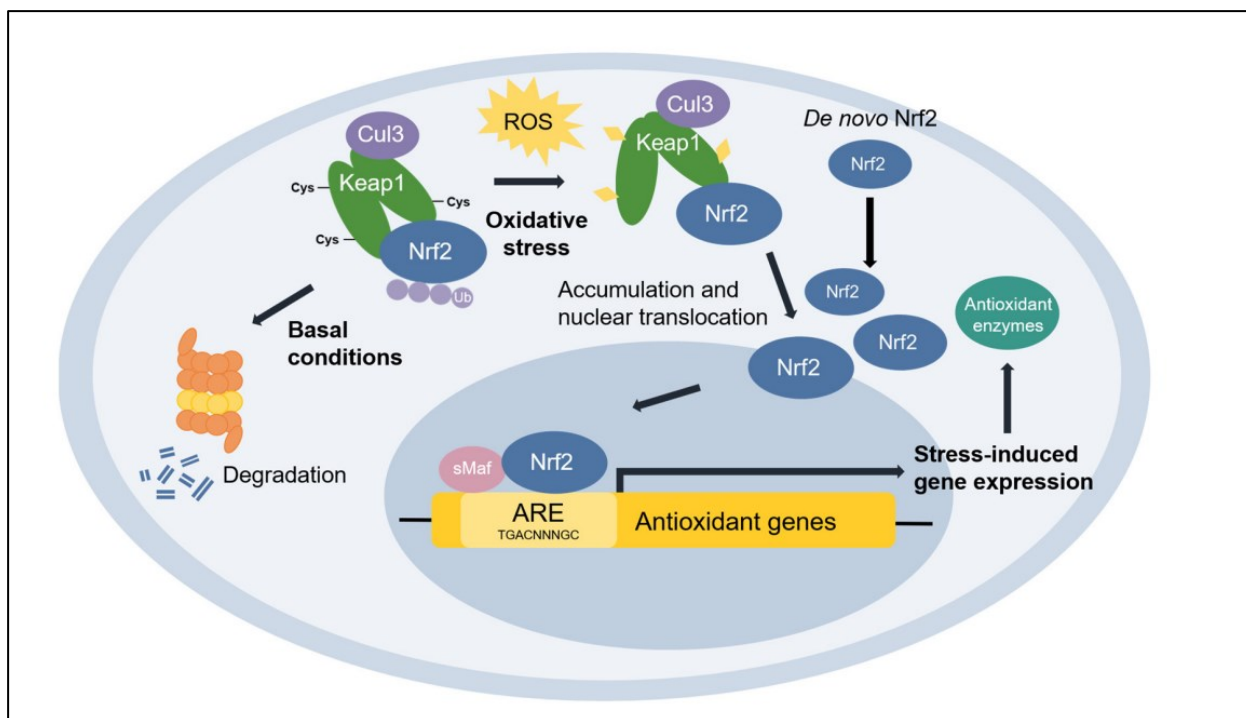 Cul3
Keap1
Cys
Cys
Cys
Nrf2
Ub
ROS
Oxidative
stress
Cul3
Keap1
Nrf2
De novo Nrf2
Nrf2
Nrf2
Nrf2
Nrf2
Accumulation and
nuclear translocation
Antioxidant
enzymes
Basal
conditions
Degradation
sMaf
Nrf2
ARE
TGACNNNGC
Antioxidant genes
Stress-induced
gene expression